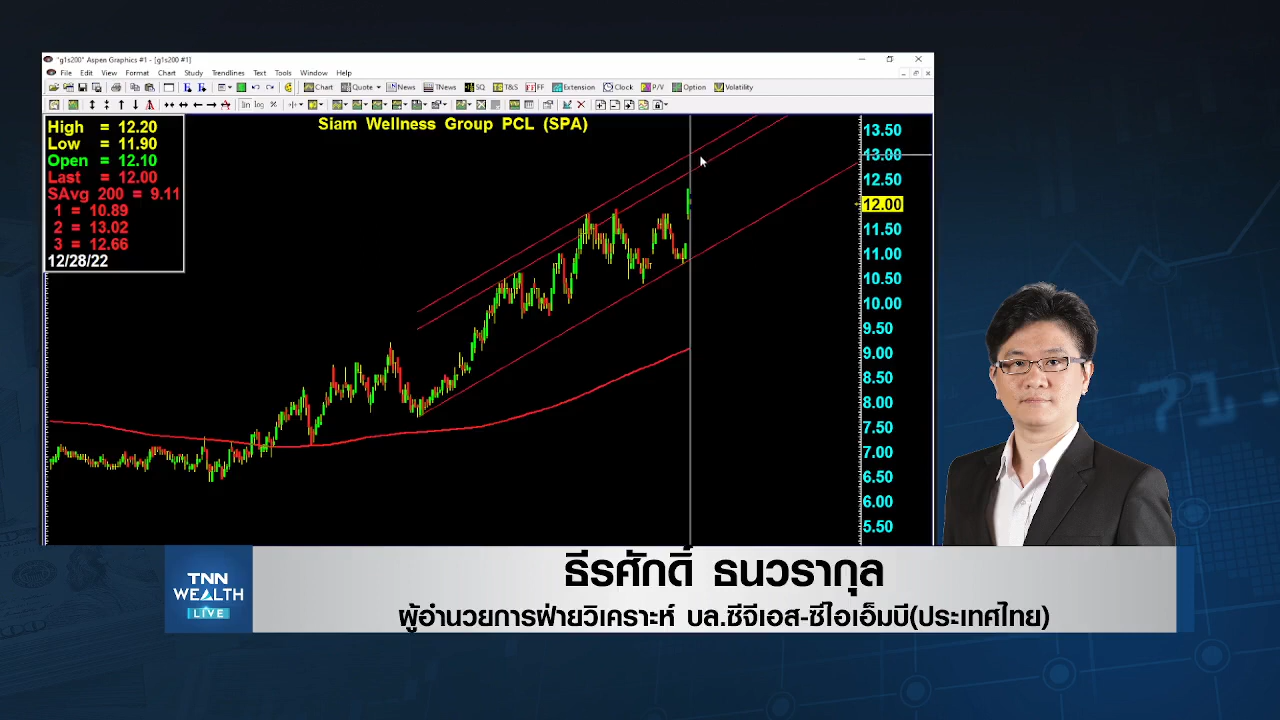 "g1s200" Aspen Graphics #1 - [g1s200 #1]
File Edit View Format Chart Study Trendlines Text Tools Window Help
Chart Quote News TNews SQ T&S FF Extension Clock P/V Option Volatility
lin log %
Siam Wellness Group PCL (SPA)
High = 12.20
Low = 11.90
Open = 12.10
Last = 12.00
SAvg 200 = 9.11
1 = 10.89
2 = 13.02
3 = 12.66
12/28/22
13.50
13.00
12.50
12.00
11.50
11.00
10.50
10.00
9.50
9.00
8.50
8.00
7.50
7.00
6.50
6.00
5.50
71.
TNN
WEALTH
LIVE
ธีรศักดิ์ ธนวรากุล
ผู้อำนวยการฝ่ายวิเคราะห์ บล.ซีจีเอส-ซีไอเอ็มบี(ประเทศไทย)